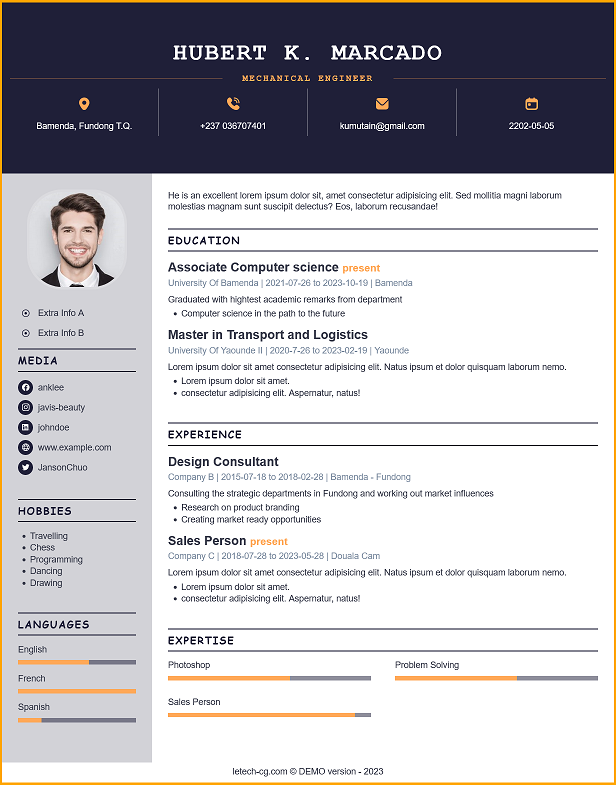 HUBERT K. MARCADO
MECHANICAL ENGINEER
Bamenda, Fundong T.Q.
+237 036707401
kumutain@gmail.com
2202-05-05
Extra Info A
Extra Info B
MEDIA
anklee
javis-beauty
johndoe
www.example.com
JansonChuo
HOBBIES
Travelling
Chess
Programming
Dancing
Drawing
LANGUAGES
English
French
Spanish
He is an excellent lorem ipsum dolor sit, amet consectetur adipisicing elit. Sed mollitia magni laborum
molestias magnam sunt suscipit delectus? Eos, laborum recusandae!
EDUCATION
Associate Computer science present
University Of Bamenda | 2021-07-26 to 2023-10-19 | Bamenda
Graduated with hightest academic remarks from department
Computer science in the path to the future
Master in Transport and Logistics
University Of Yaounde II | 2020-7-26 to 2023-02-19 | Yaounde
Lorem ipsum dolor sit amet consectetur adipisicing elit. Natus ipsum et dolor quisquam laborum nemo.
Lorem ipsum dolor sit amet.
consectetur adipisicing elit. Aspernatur, natus!
EXPERIENCE
Design Consultant
Company B | 2015-07-18 to 2018-02-28 | Bamenda - Fundong
Consulting the strategic departments in Fundong and working out market influences
Research on product branding
Creating market ready opportunities
Sales Person present
Company C | 2018-07-28 to 2023-05-28 | Douala Cam
Lorem ipsum dolor sit amet consectetur adipisicing elit. Natus ipsum et dolor quisquam laborum nemo.
Lorem ipsum dolor sit amet.
consectetur adipisicing elit. Aspernatur, natus!
EXPERTISE
Photoshop
Problem Solving
Sales Person
letech-cg.com © DEMO version - 2023